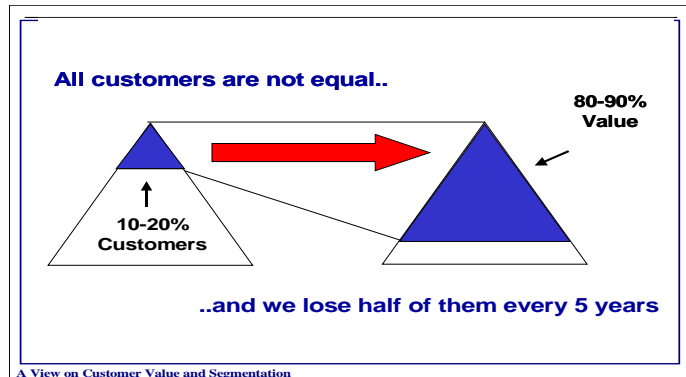 All customers are not equal..
80-90%
Value
10-20%
Customers
..and we lose half of them every 5 years
A View on Customer Value and Segmentation